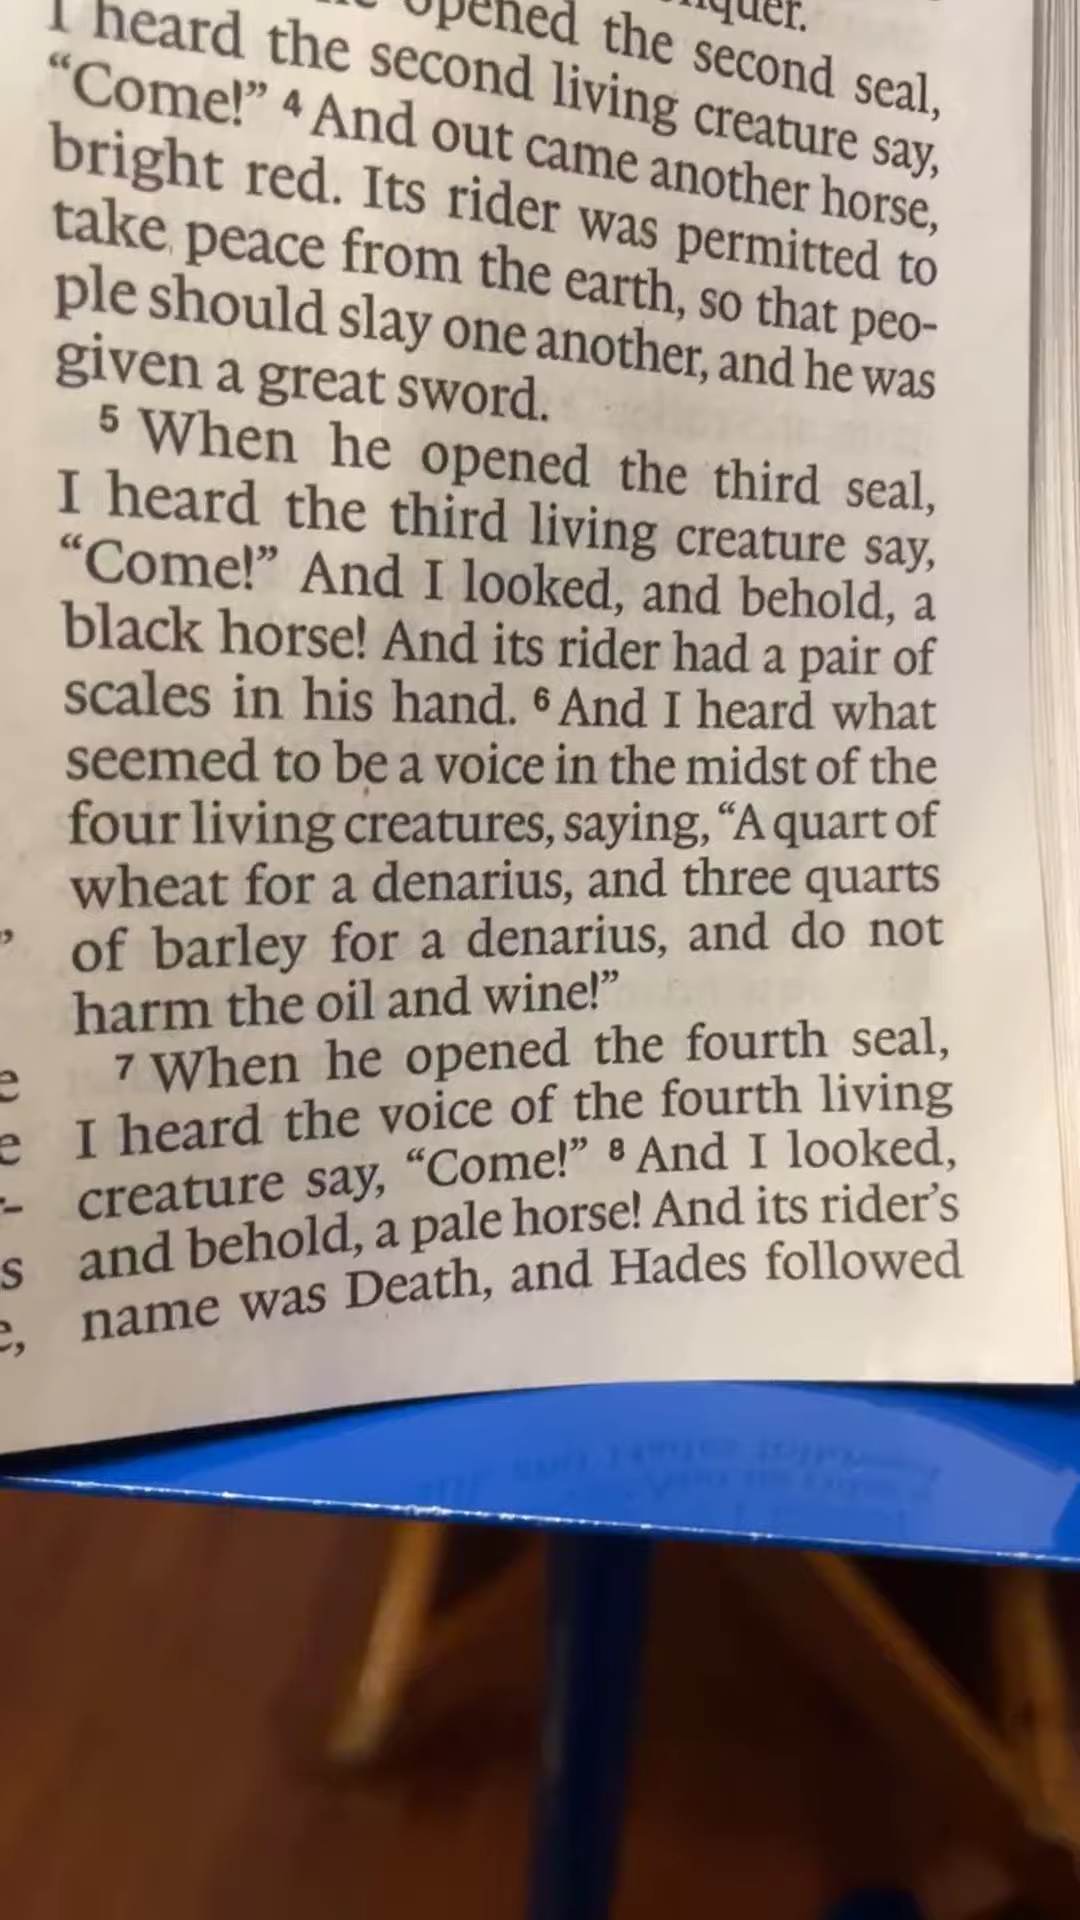 opened the second seal,
I heard the second living creature say,
“Come!” 4 And out came another horse,
bright red. Its rider was permitted to
take peace from the earth, so that peo-
ple should slay one another, and he was
given a great sword.
5 When he opened the third seal,
I heard the third living creature say,
“Come!” And I looked, and behold, a
black horse! And its rider had a pair of
scales in his hand. 6 And I heard what
seemed to be a voice in the midst of the
four living creatures, saying, “A quart of
wheat for a denarius, and three quarts
of barley for a denarius, and do not
harm the oil and wine!”
7 When he opened the fourth seal,
I heard the voice of the fourth living
creature say, “Come!” 8 And I looked,
and behold, a pale horse! And its rider’s
name was Death, and Hades followed